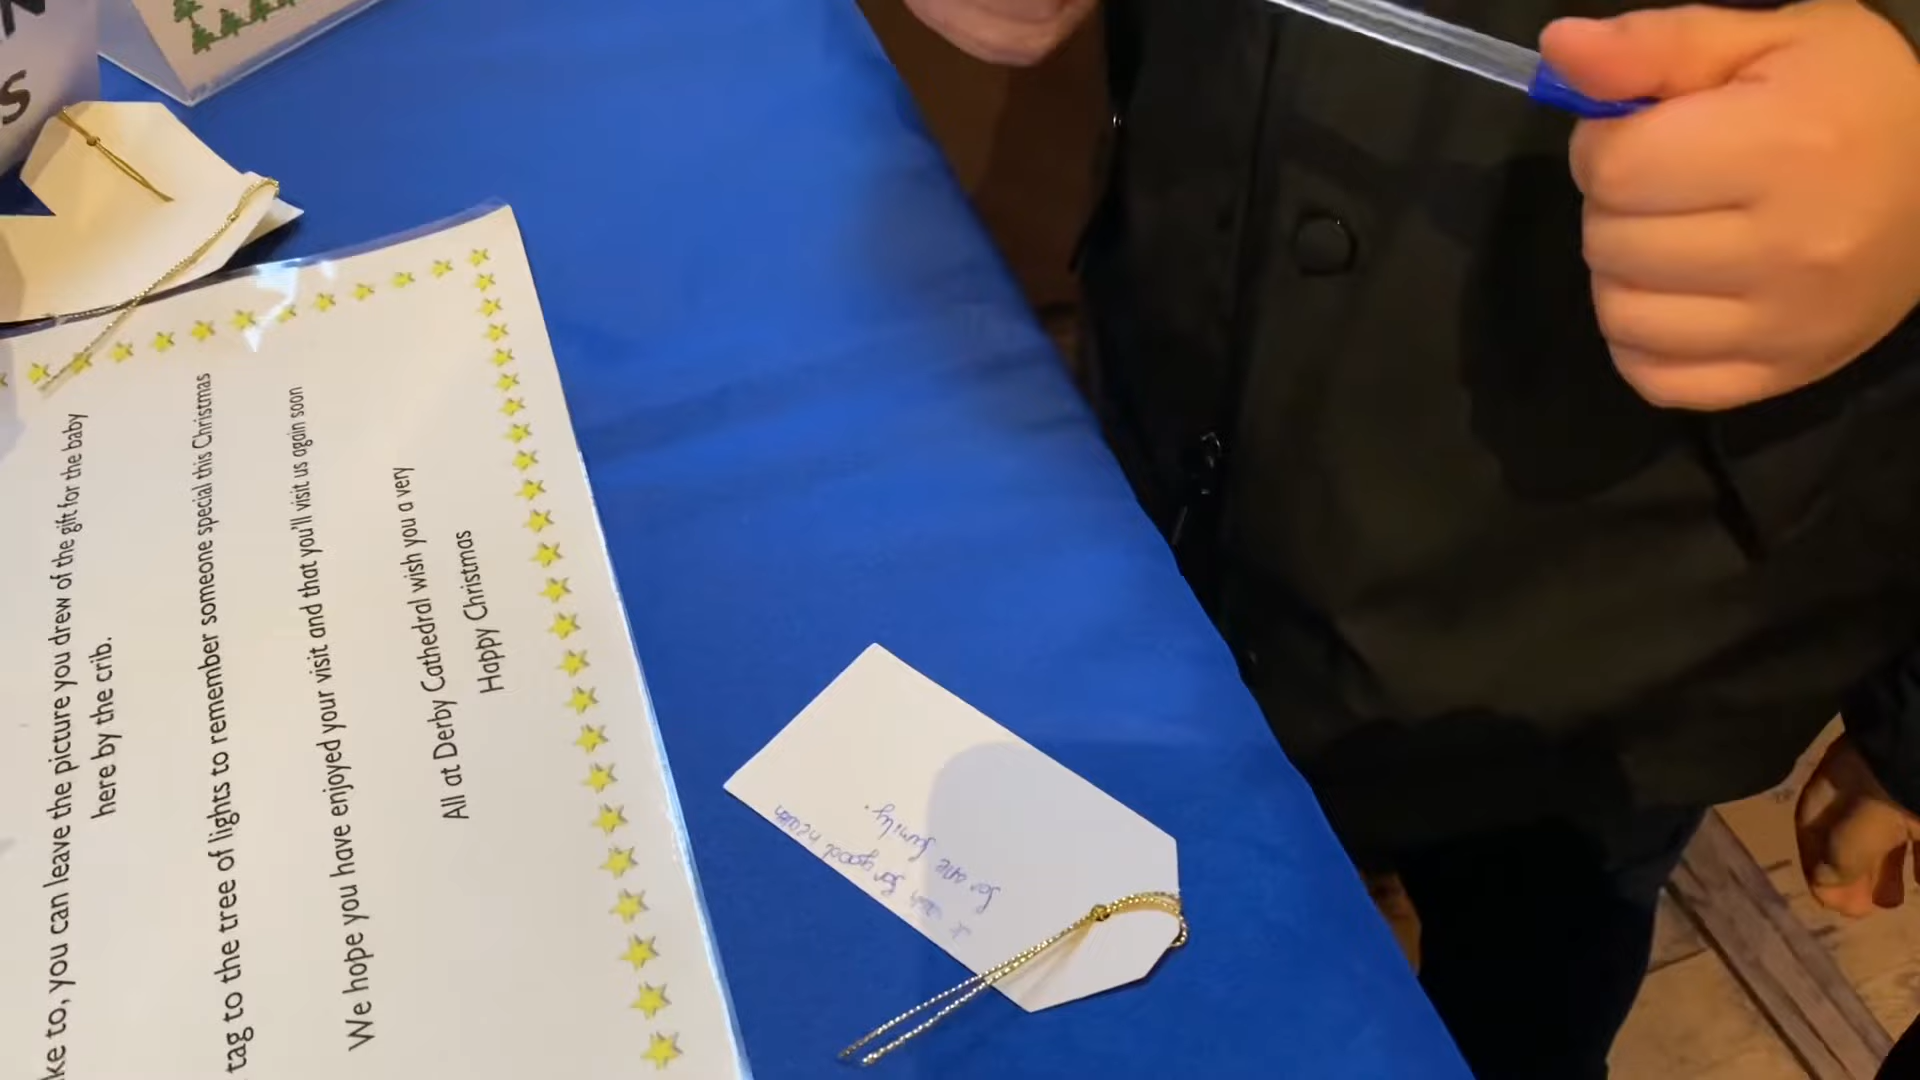 N
S
ke to, you can leave the picture you drew of the gift for the baby
here by the crib.
tag to the tree of lights to remember someone special this Christmas
We hope you have enjoyed your visit and that you'll visit us again soon
All at Derby Cathedral wish you a very
Happy Christmas
for good health
for the family.